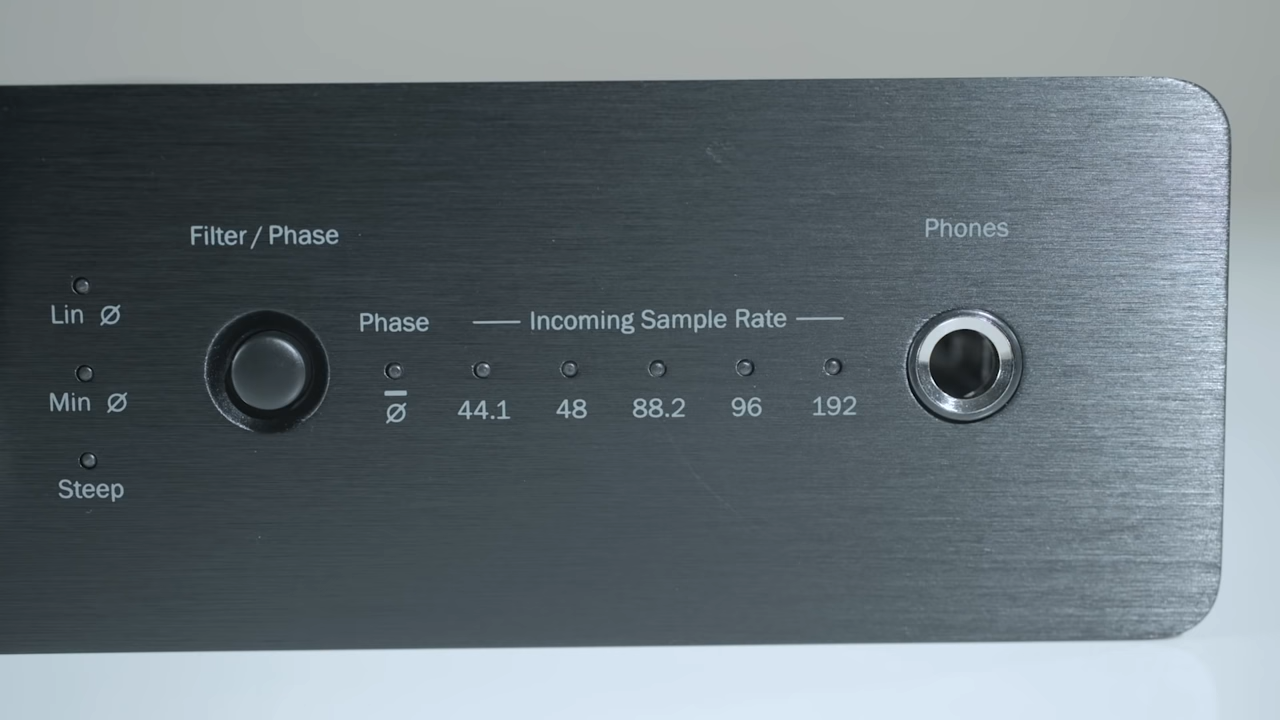 Filter / Phase
Phones
Lin Ø
Min Ø
Steep
Phase
Ø
Incoming Sample Rate
44.1 48 88.2 96 192